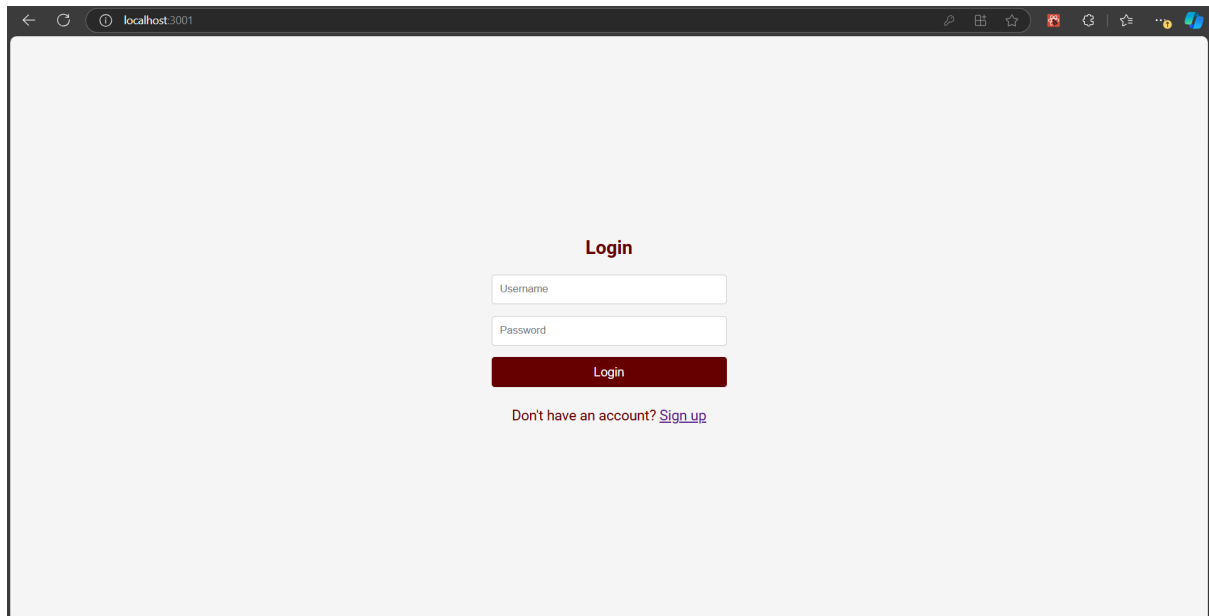 localhost:3001
Login
Username
Password
Login
Don't have an account? Sign up